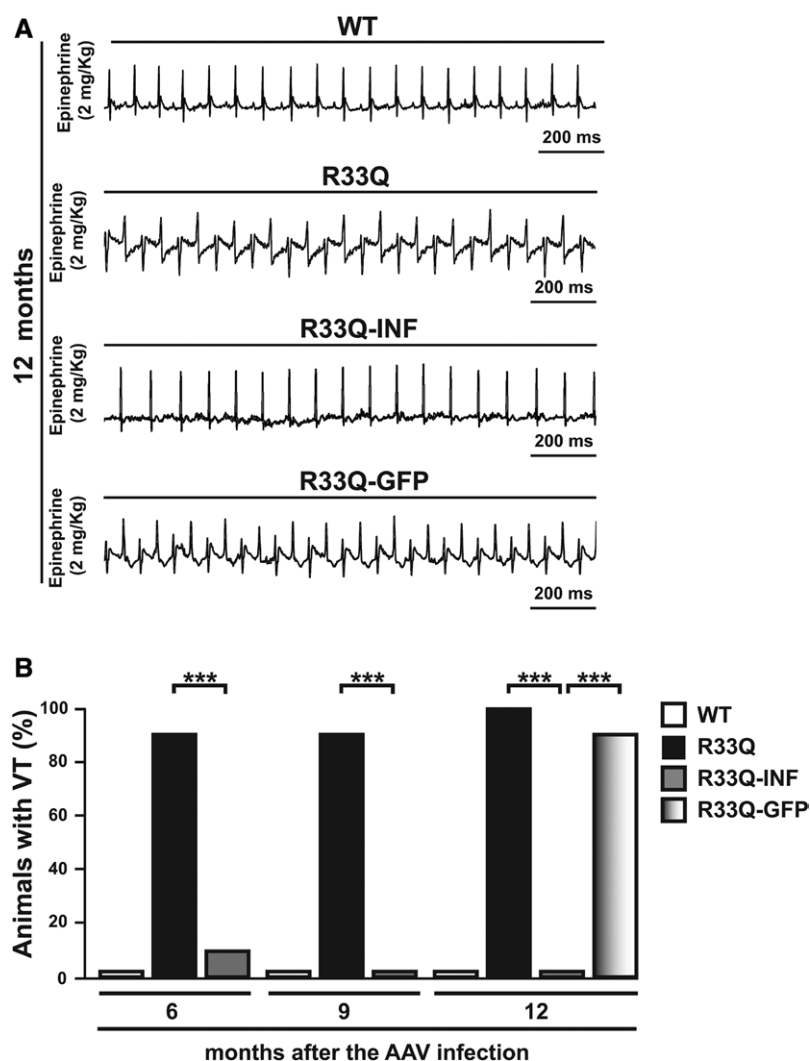 A
WT
Epinephrine
(2 mg/Kg)
200 ms
R33Q
Epinephrine
(2 mg/Kg)
200 ms
12 months
R33Q-INF
Epinephrine
(2 mg/Kg)
200 ms
R33Q-GFP
Epinephrine
(2 mg/Kg)
200 ms
B
*** *** *** ***
Animals with VT (%)
100
80
60
40
20
0
WT
R33Q
R33Q-INF
R33Q-GFP
6 9 12
months after the AAV infection